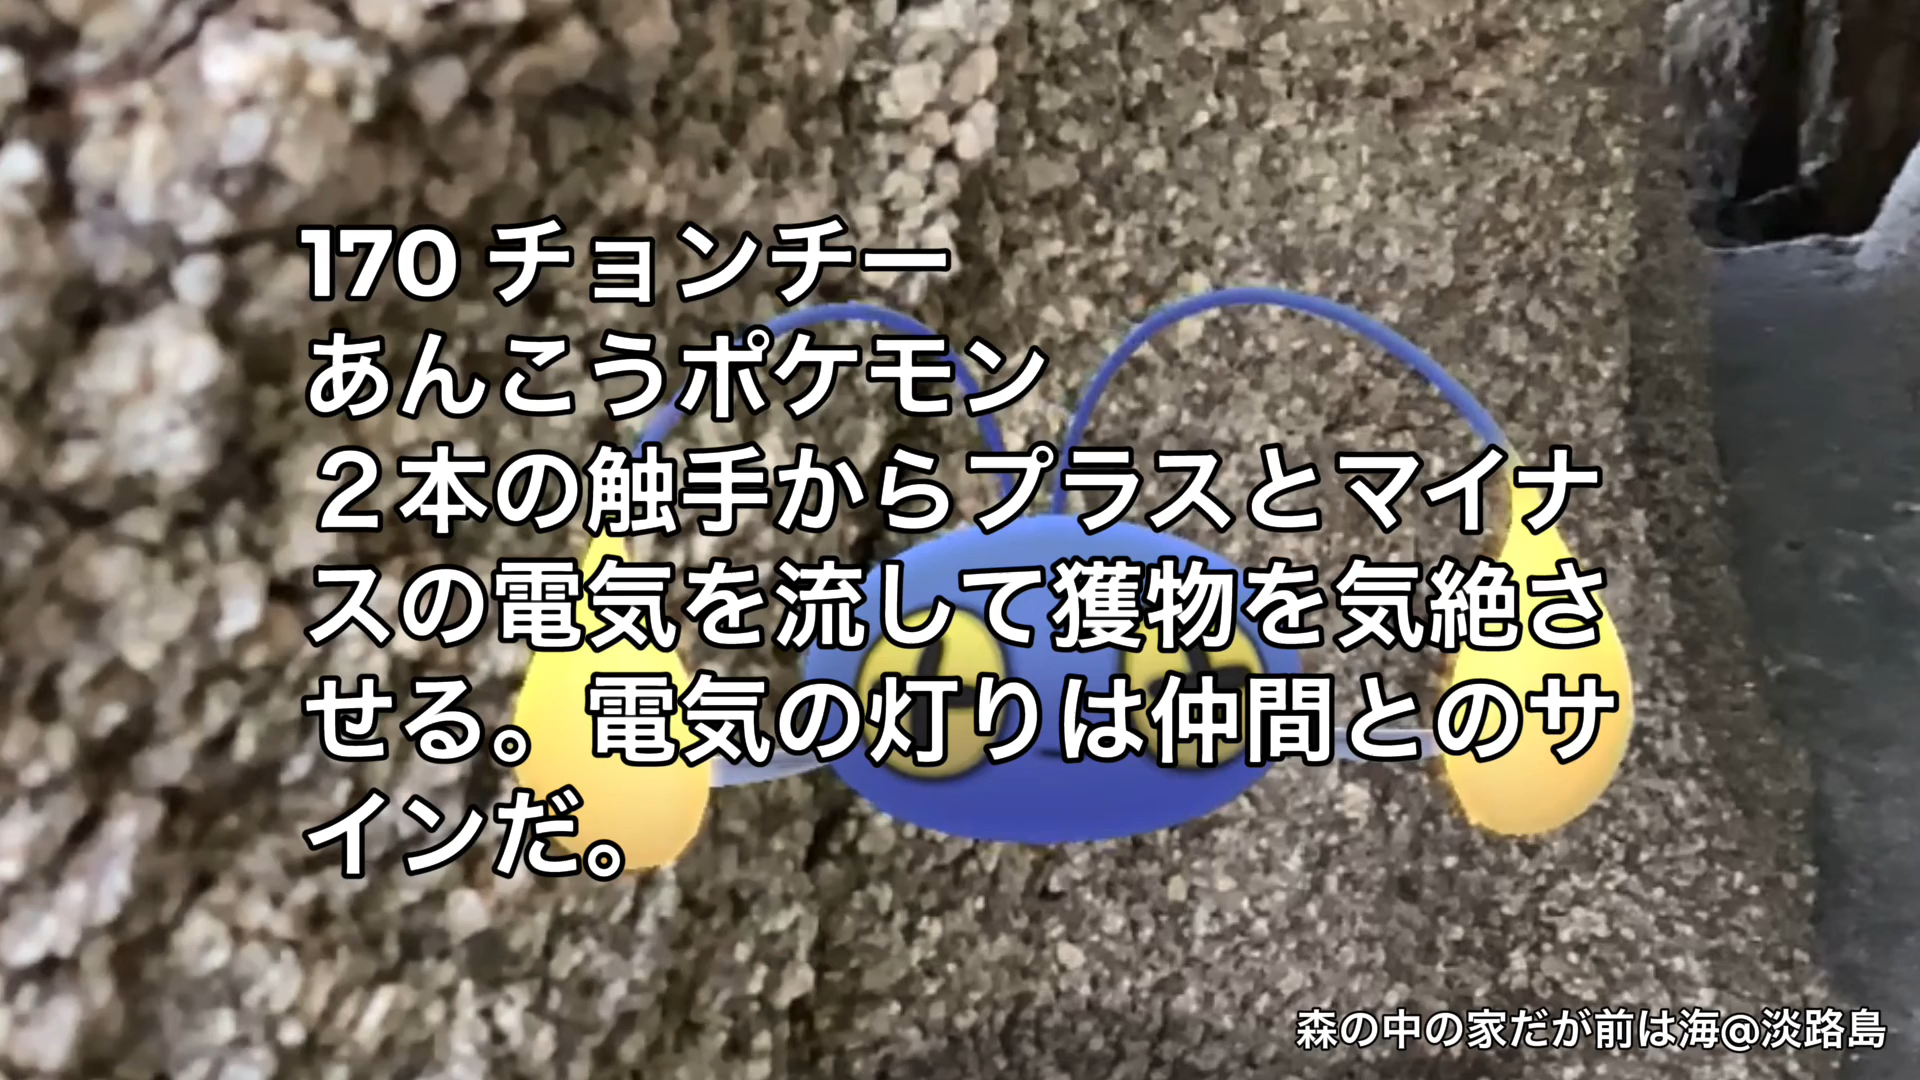 170 チョンチー
あんこうポケモン
２本の触手からプラスとマイナ
スの電気を流して獲物を気絶さ
せる。電気の灯りは仲間とのサ
インだ。
森の中の家だが前は海@淡路島